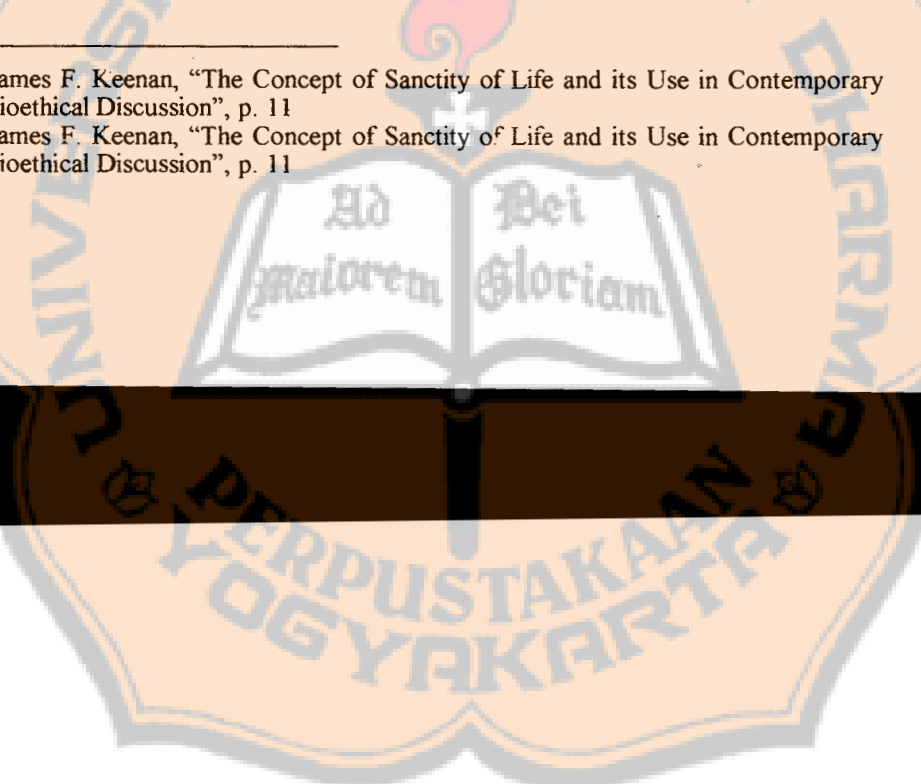 ames F. Keenan, “The Concept of Sanctity of Life and its Use in Contemporary
ioethical Discussion”, p. 11
ames F. Keenan, “The Concept of Sanctity of Life and its Use in Contemporary
ioethical Discussion”, p. 11
Ad Dei
Maiorem Gloriam
UNIVERSI
DHARMA
PERPUSTAKAAN
YOGYAKARTA